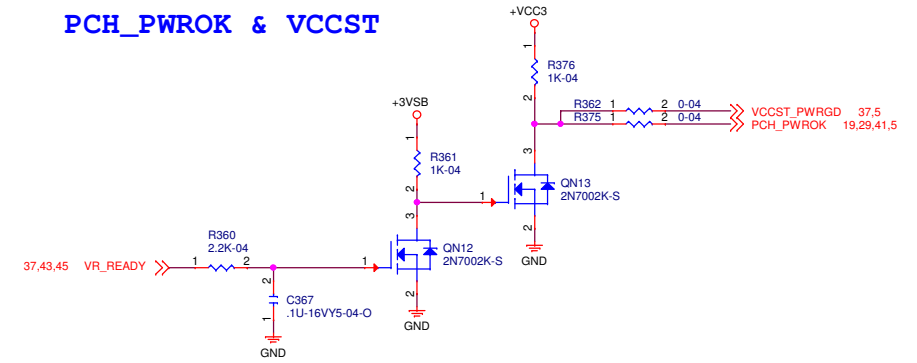 PCH_PWROK & VCCST
+VCC3
1
R376
1K-04
2
+3VSB
R362 1 2 0-04
VCCST_PWRGD 37,5
R375 1 2 0-04
PCH_PWROK 19,29,41,5
1
R361
1K-04
2
3
QN13
2N7002K-S
1
2
GND
3
R360
2.2K-04
QN12
2N7002K-S
37,43,45 VR_READY 1 2
1
2
C367
.1U-16VY5-04-O
1
2
GND
GND